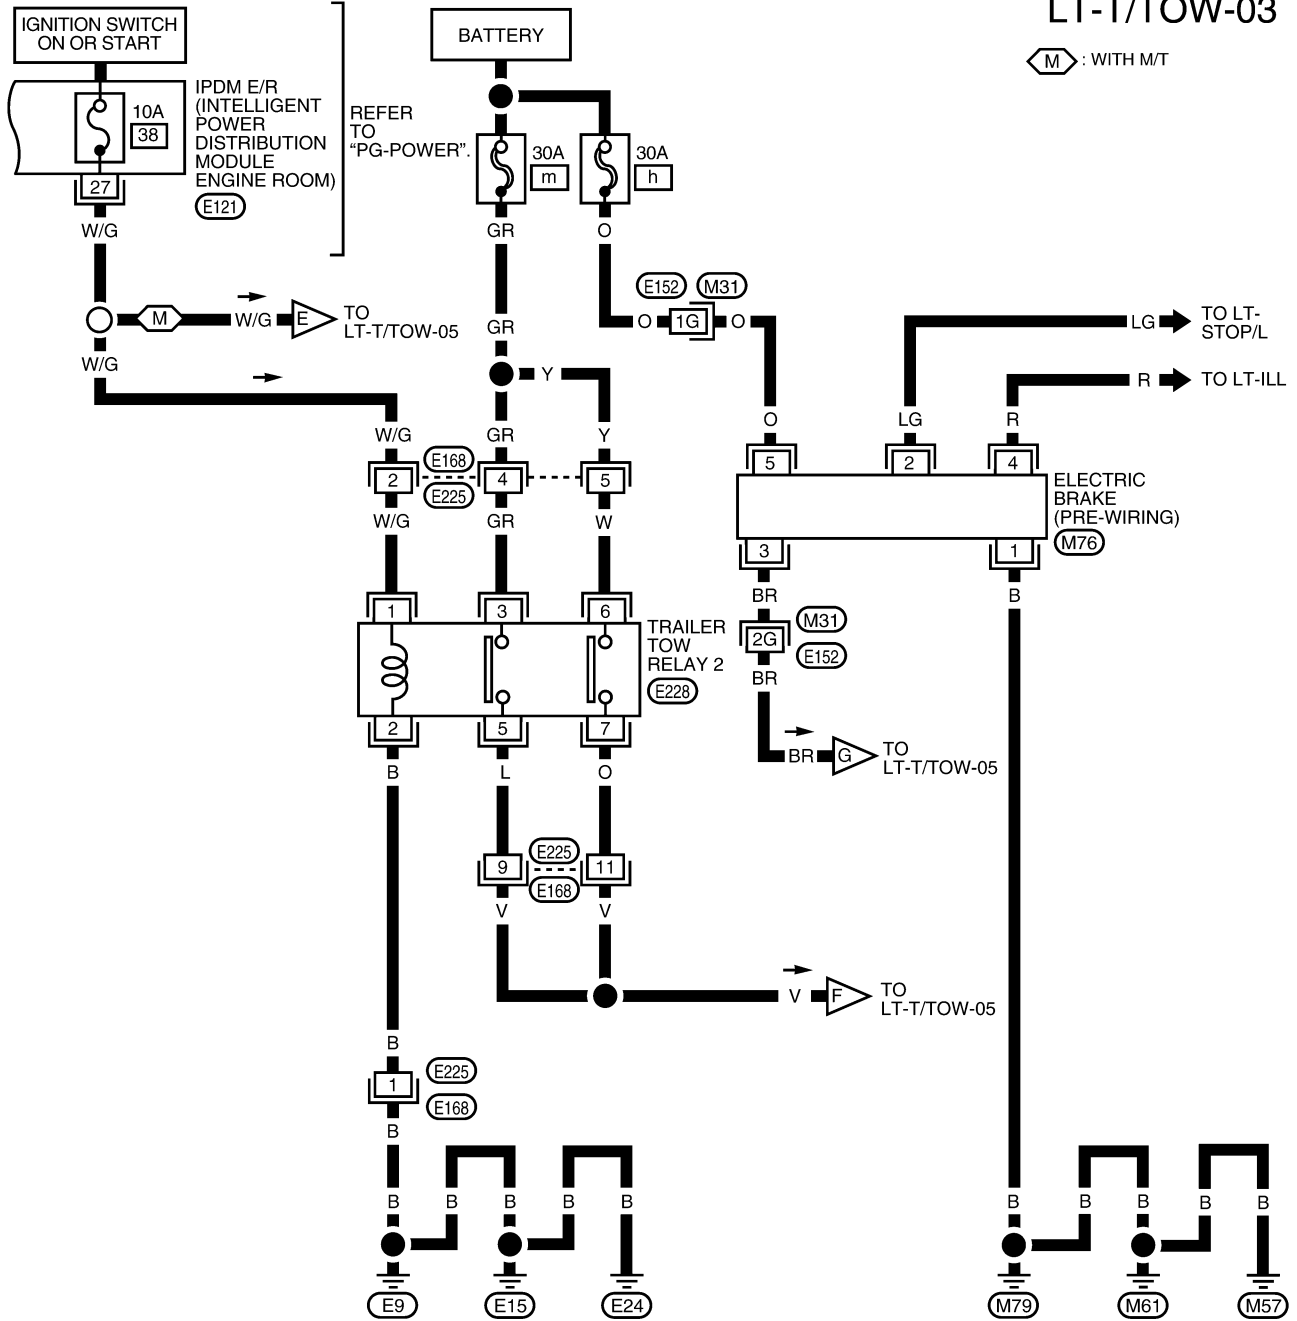 LT-T/TOW-03
M : WITH M/T
IGNITION SWITCH
ON OR START
BATTERY
10A
38
IPDM E/R
(INTELLIGENT
POWER
DISTRIBUTION
MODULE
ENGINE ROOM)
E121
REFER
TO
"PG-POWER".
30A
m
30A
h
27
W/G
GR
O
E152
M31
M
W/G
E
TO
LT-T/TOW-05
GR
O
1G
O
LG
TO LT-
STOP/L
W/G
Y
R
TO LT-ILL
W/G
GR
Y
O
LG
R
E168
2
4
5
E225
5
2
4
W/G
GR
W
ELECTRIC
BRAKE
(PRE-WIRING)
M76
3
1
BR
B
1
3
6
TRAILER
TOW
RELAY 2
E228
M31
2G
E152
BR
2
5
7
BR
G
TO
LT-T/TOW-05
B
L
O
E225
9
11
E168
V
V
V
F
TO
LT-T/TOW-05
B
E225
1
E168
B
B
B
B
B
B
B
B
B
B
B
E9
E15
E24
M79
M61
M57